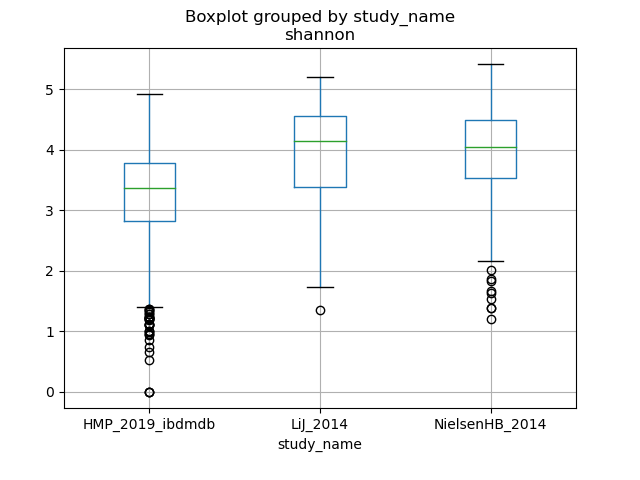 Boxplot grouped by study_name
shannon
5
4
3
2
1
0
HMP_2019_ibdmdb
LiJ_2014
NielsenHB_2014
study_name